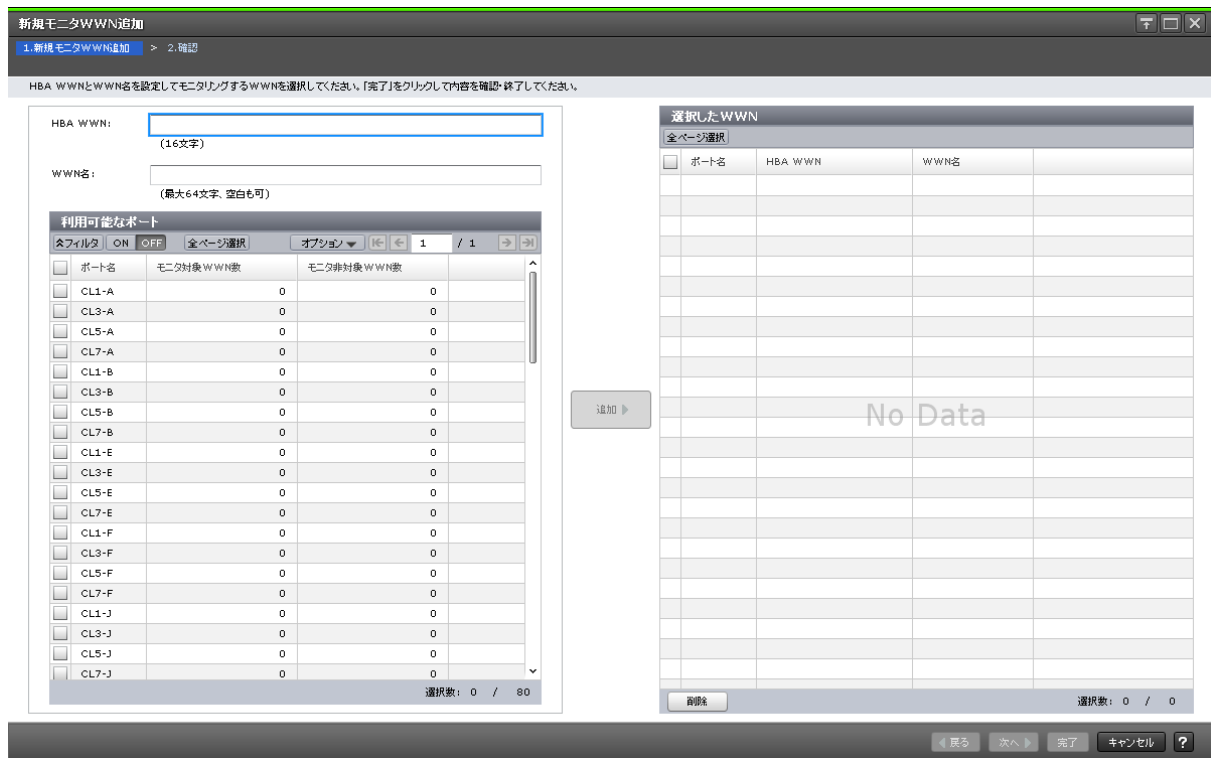 新規モニタWWN追加
1.新規モニタWWN追加 > 2.確認
HBA WWNとWWN名を設定してモニタリングするWWNを選択してください。「完了」をクリックして内容を確認・終了してください。
HBA WWN:
(16文字)
WWN名:
(最大64文字、空白も可)
利用可能なポート
フィルタ ON OFF 全ページ選択 オプション 1 / 1
ポート名 モニタ対象WWN数 モニタ非対象WWN数
CL1-A 0 0
CL3-A 0 0
CL5-A 0 0
CL7-A 0 0
CL1-B 0 0
CL3-B 0 0
CL5-B 0 0
CL7-B 0 0
CL1-E 0 0
CL3-E 0 0
CL5-E 0 0
CL7-E 0 0
CL1-F 0 0
CL3-F 0 0
CL5-F 0 0
CL7-F 0 0
CL1-J 0 0
CL3-J 0 0
CL5-J 0 0
CL7-J 0 0
選択数: 0 / 80
追加
選択したWWN
全ページ選択
ポート名 HBA WWN WWN名
No Data
削除 選択数: 0 / 0
戻る 次へ 完了 キャンセル ?